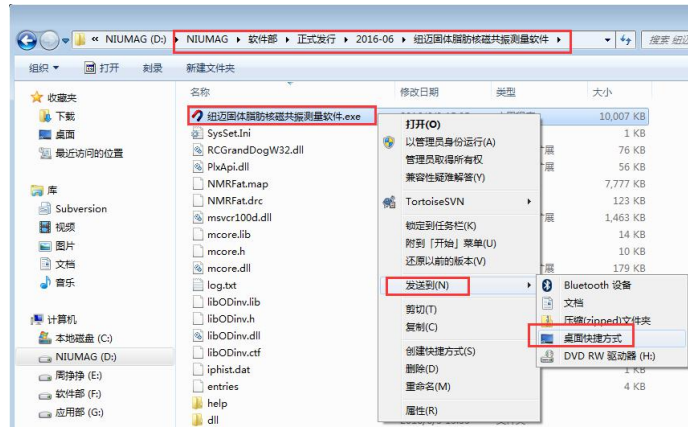 « NIUMAG (D:) ▸ NIUMAG ▸ 软件部 ▸ 正式发行 ▸ 2016-06 ▸ 纽迈固体脂肪核磁共振测量软件 ▸
搜索 纽迈
组织 ▼ 打开 刻录 新建文件夹
名称 修改日期 类型 大小
收藏夹
下载
桌面
最近访问的位置
库
Subversion
视频
图片
文档
音乐
计算机
本地磁盘 (C:)
NIUMAG (D:)
周挣挣 (E:)
软件部 (F:)
应用部 (G:)
纽迈固体脂肪核磁共振测量软件.exe 10,007 KB
SysSet.Ini 1 KB
RCGrandDogW32.dll 展 76 KB
PlxApi.dll 展 56 KB
NMRFat.map 7,777 KB
NMRFat.drc 123 KB
msvcr100d.dll 展 1,463 KB
mcore.lib 14 KB
mcore.h 10 KB
mcore.dll 展 179 KB
log.txt
libODinv.lib
libODinv.h
libODinv.dll
libODinv.ctf
iphist.dat 1 KB
entries 4 KB
help
dll
打开(O)
以管理员身份运行(A)
管理员取得所有权
兼容性疑难解答(Y)
TortoiseSVN
锁定到任务栏(K)
附到「开始」菜单(U)
还原以前的版本(V)
发送到(N)
剪切(T)
复制(C)
创建快捷方式(S)
删除(D)
重命名(M)
属性(R)
Bluetooth 设备
文档
压缩(zipped)文件夹
桌面快捷方式
DVD RW 驱动器 (H:)